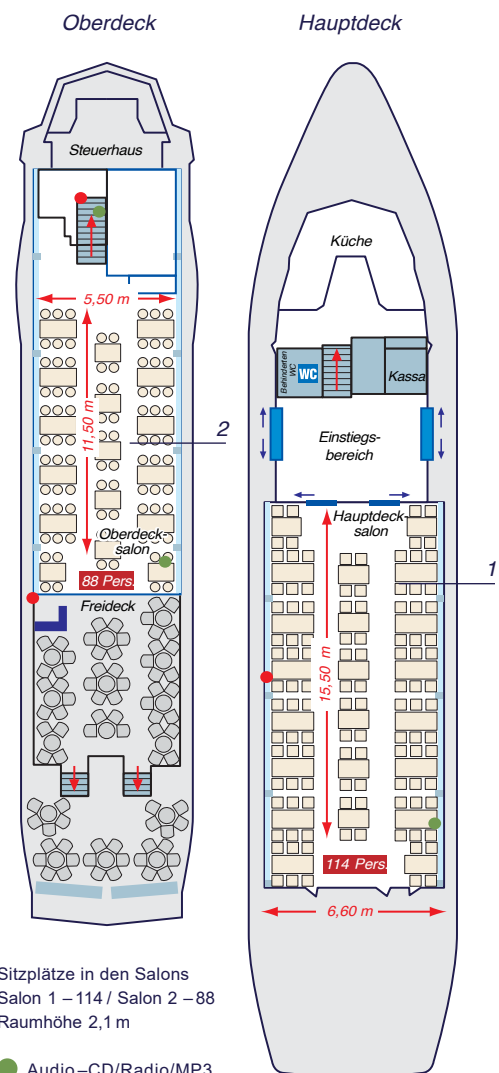 Oberdeck
Hauptdeck
Steuerhaus
Küche
5,50 m
Behinderten
WC
WC
Kassa
11,50 m
2
Einstiegs-
bereich
Oberdeck-
salon
Hauptdeck-
salon
88 Pers.
1
Freideck
15,50 m
114 Pers.
6,60 m
Sitzplätze in den Salons
Salon 1 – 114 / Salon 2 – 88
Raumhöhe 2,1 m
Audio–CD/Radio/MP3